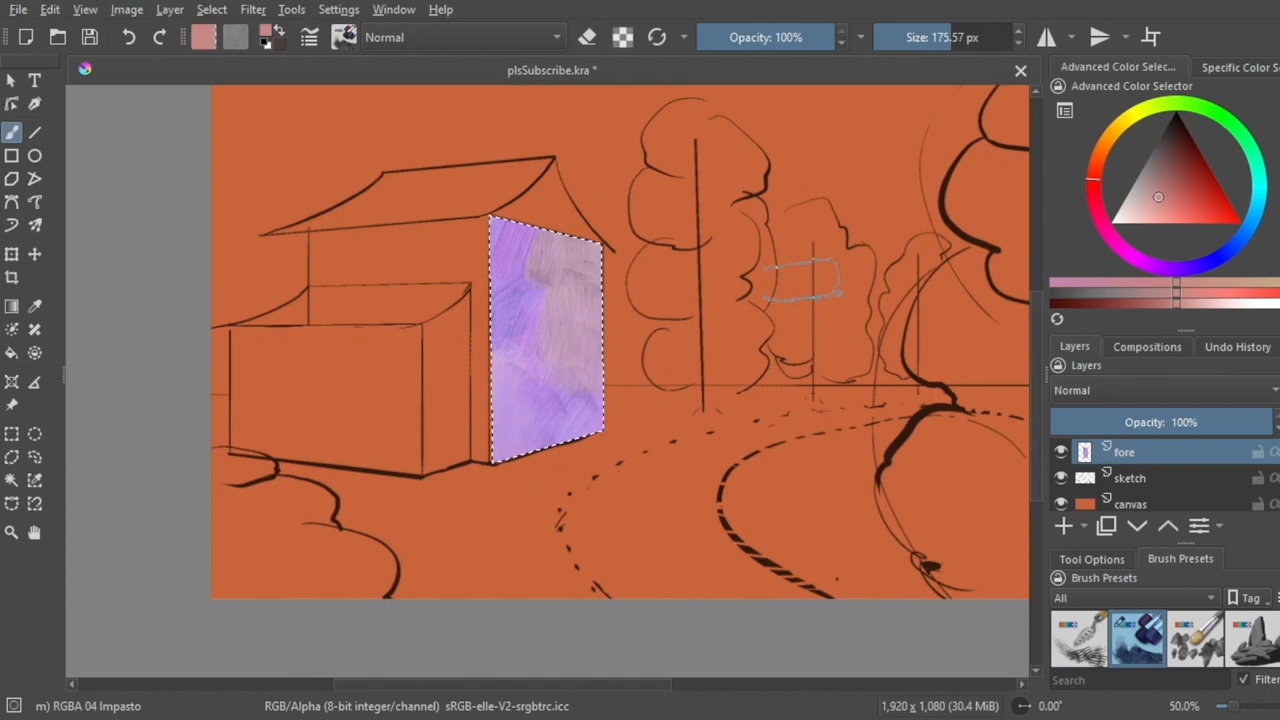 File Edit View Image Layer Select Filter Tools Settings Window Help
Normal Opacity: 100% Size: 175.57 px
plsSubscribe.kra *
Advanced Color Selec... Specific Color Se
Advanced Color Selector
Layers Compositions Undo History
Layers
Normal
Opacity: 100%
fore
sketch
canvas
Tool Options Brush Presets
Brush Presets
All Tag
Search Filter
m) RGBA 04 Impasto RGB/Alpha (8-bit integer/channel) sRGB-elle-V2-srgbtrc.icc 1,920 x 1,080 (30.4 MiB) 0.00° 50.0%